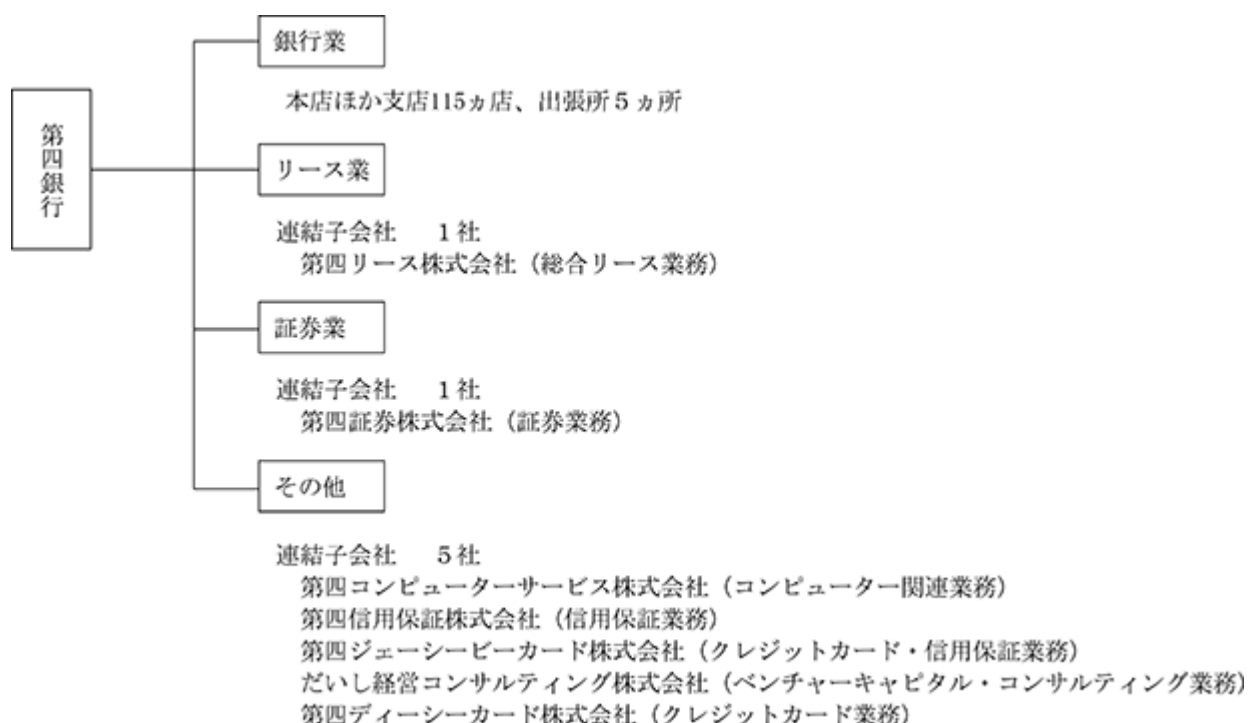 第四銀行
銀行業
本店ほか支店115ヵ店、出張所5ヵ所
リース業
連結子会社 1社
第四リース株式会社（総合リース業務）
証券業
連結子会社 1社
第四証券株式会社（証券業務）
その他
連結子会社 5社
第四コンピューターサービス株式会社（コンピューター関連業務）
第四信用保証株式会社（信用保証業務）
第四ジェーシービーカード株式会社（クレジットカード・信用保証業務）
だいし経営コンサルティング株式会社（ベンチャーキャピタル・コンサルティング業務）
第四ディーシーカード株式会社（クレジットカード業務）